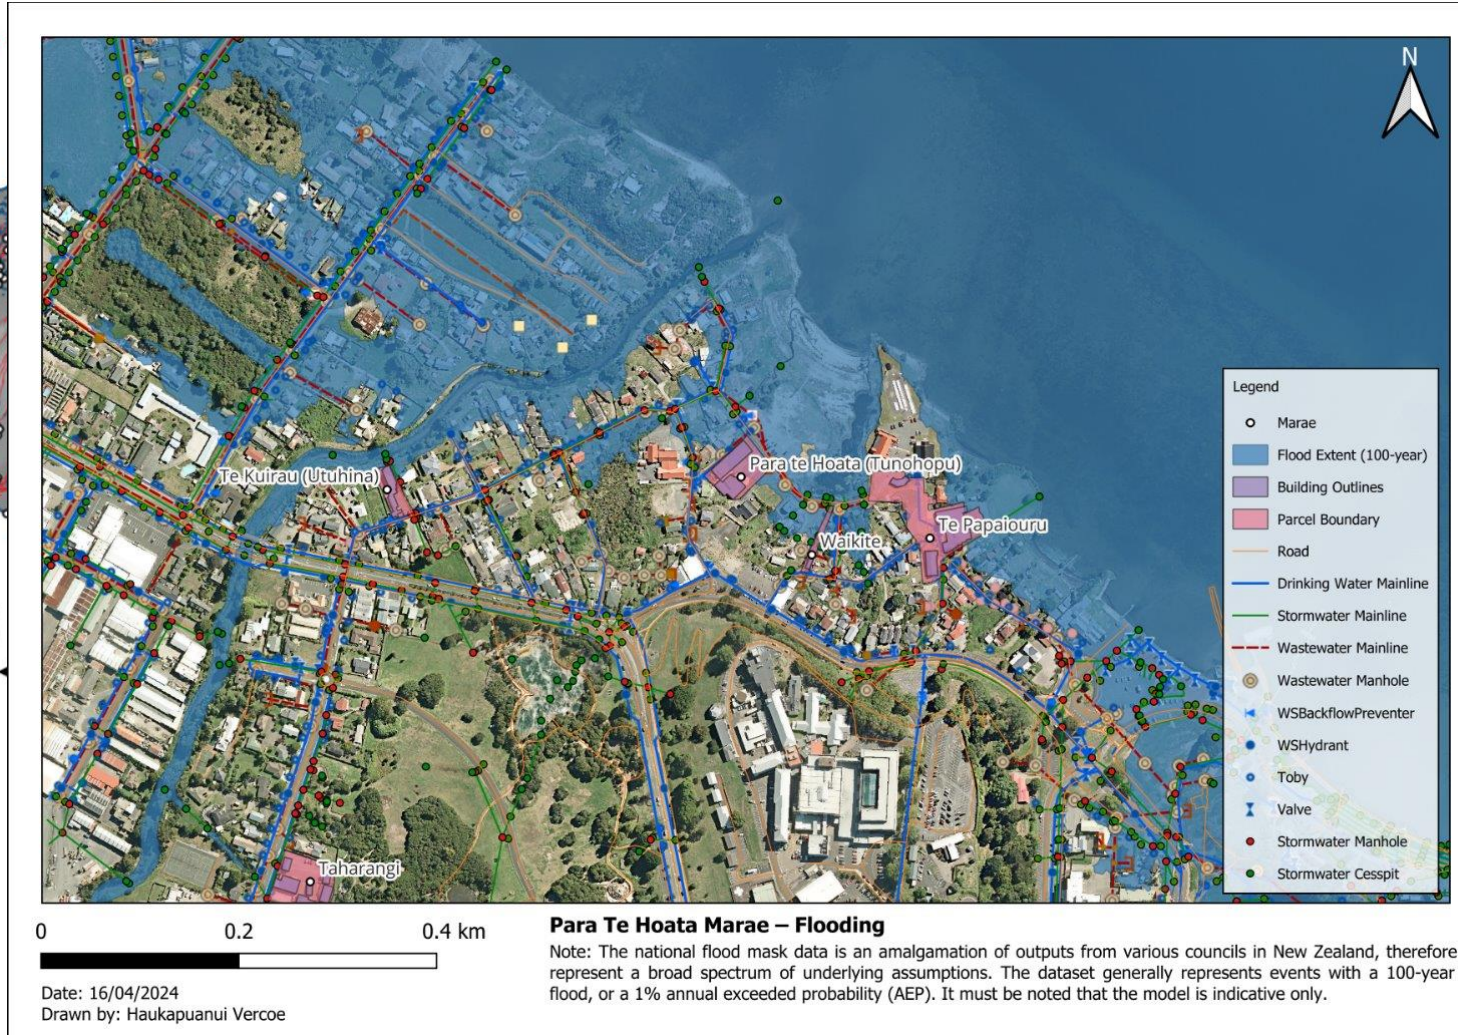 N
Te Kuirau (Utuhina)
Para te Hoata (Tunohopu)
Te Papaiouru
Waikite
Taharangi
Legend
Marae
Flood Extent (100-year)
Building Outlines
Parcel Boundary
Road
Drinking Water Mainline
Stormwater Mainline
Wastewater Mainline
Wastewater Manhole
WSBackflowPreventer
WSHydrant
Toby
Valve
Stormwater Manhole
Stormwater Cesspit
0 0.2 0.4 km
Date: 16/04/2024
Drawn by: Haukapuanui Vercoe
Para Te Hoata Marae – Flooding
Note: The national flood mask data is an amalgamation of outputs from various councils in New Zealand, therefore
represent a broad spectrum of underlying assumptions. The dataset generally represents events with a 100-year
flood, or a 1% annual exceeded probability (AEP). It must be noted that the model is indicative only.